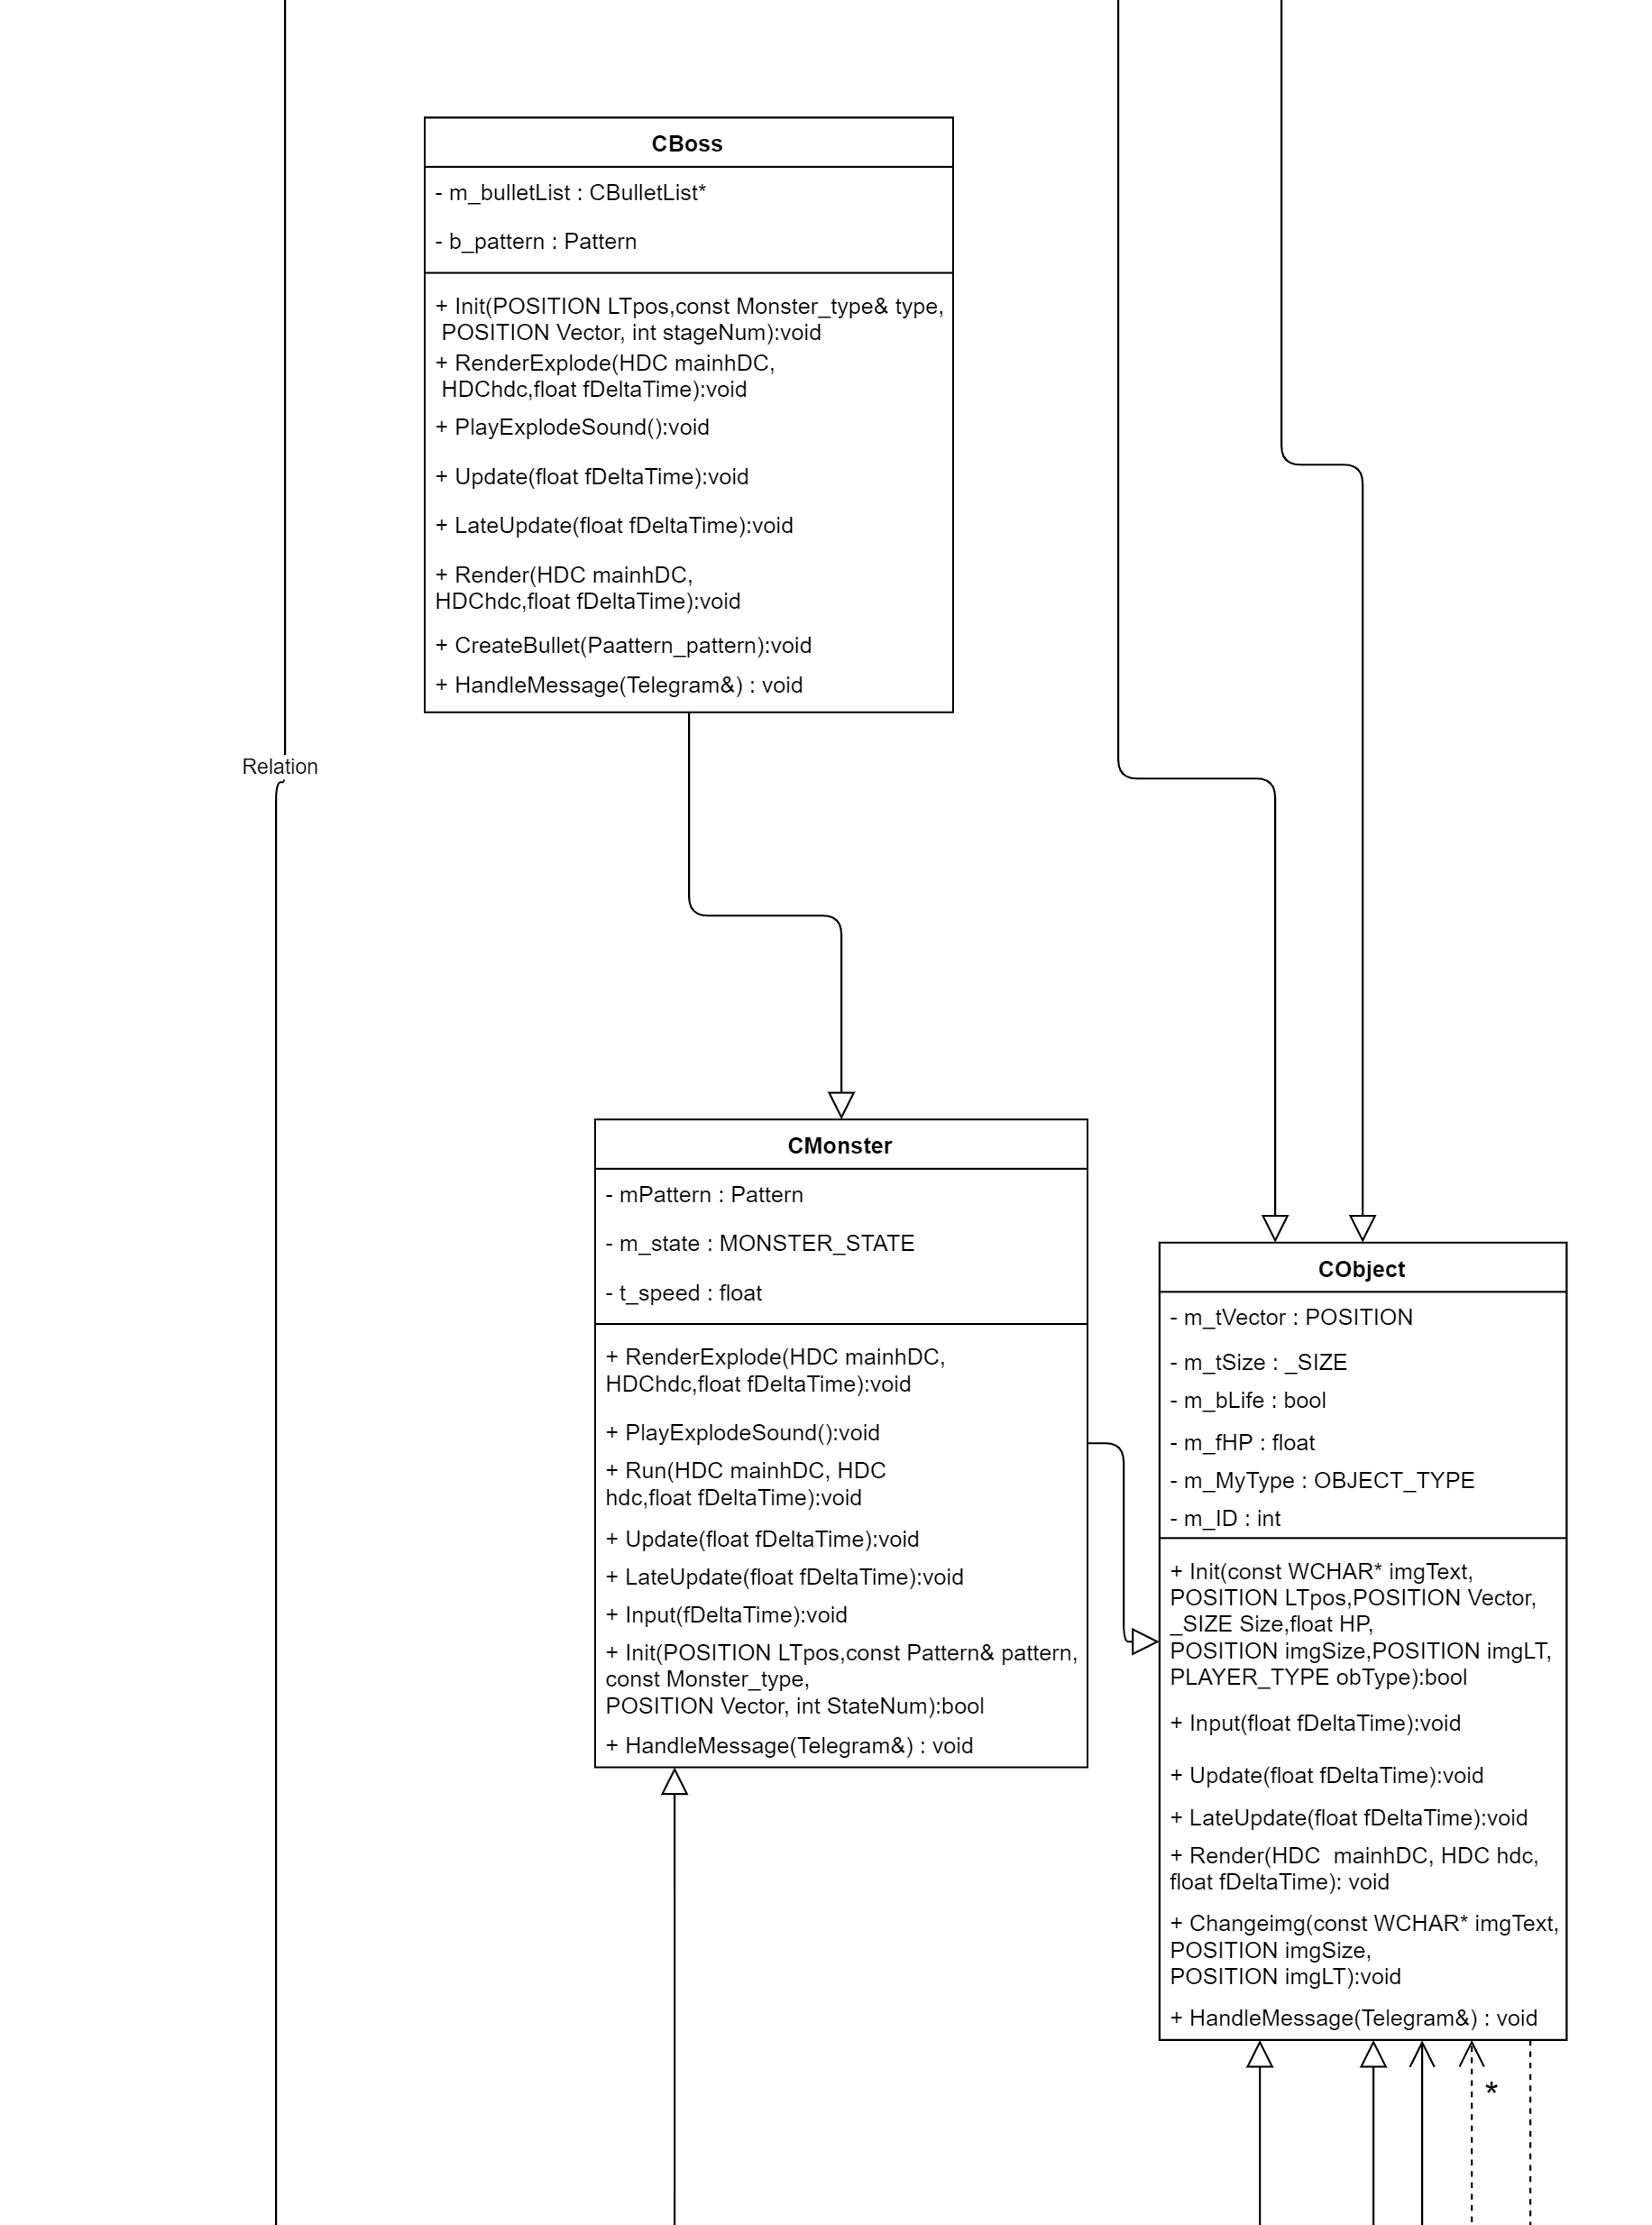 CBoss
- m_bulletList : CBulletList*
- b_pattern : Pattern
+ Init(POSITION LTpos,const Monster_type& type,
POSITION Vector, int stageNum):void
+ RenderExplode(HDC mainhDC,
HDChdc,float fDeltaTime):void
+ PlayExplodeSound():void
+ Update(float fDeltaTime):void
+ LateUpdate(float fDeltaTime):void
+ Render(HDC mainhDC,
HDChdc,float fDeltaTime):void
+ CreateBullet(Paattern_pattern):void
+ HandleMessage(Telegram&) : void
Relation
CMonster
- mPattern : Pattern
- m_state : MONSTER_STATE
- t_speed : float
+ RenderExplode(HDC mainhDC,
HDChdc,float fDeltaTime):void
+ PlayExplodeSound():void
+ Run(HDC mainhDC, HDC
hdc,float fDeltaTime):void
+ Update(float fDeltaTime):void
+ LateUpdate(float fDeltaTime):void
+ Input(fDeltaTime):void
+ Init(POSITION LTpos,const Pattern& pattern,
const Monster_type,
POSITION Vector, int StateNum):bool
+ HandleMessage(Telegram&) : void
CObject
- m_tVector : POSITION
- m_tSize : _SIZE
- m_bLife : bool
- m_fHP : float
- m_MyType : OBJECT_TYPE
- m_ID : int
+ Init(const WCHAR* imgText,
POSITION LTpos,POSITION Vector,
_SIZE Size,float HP,
POSITION imgSize,POSITION imgLT,
PLAYER_TYPE obType):bool
+ Input(float fDeltaTime):void
+ Update(float fDeltaTime):void
+ LateUpdate(float fDeltaTime):void
+ Render(HDC  mainhDC, HDC hdc,
float fDeltaTime): void
+ Changeimg(const WCHAR* imgText,
POSITION imgSize,
POSITION imgLT):void
+ HandleMessage(Telegram&) : void
*